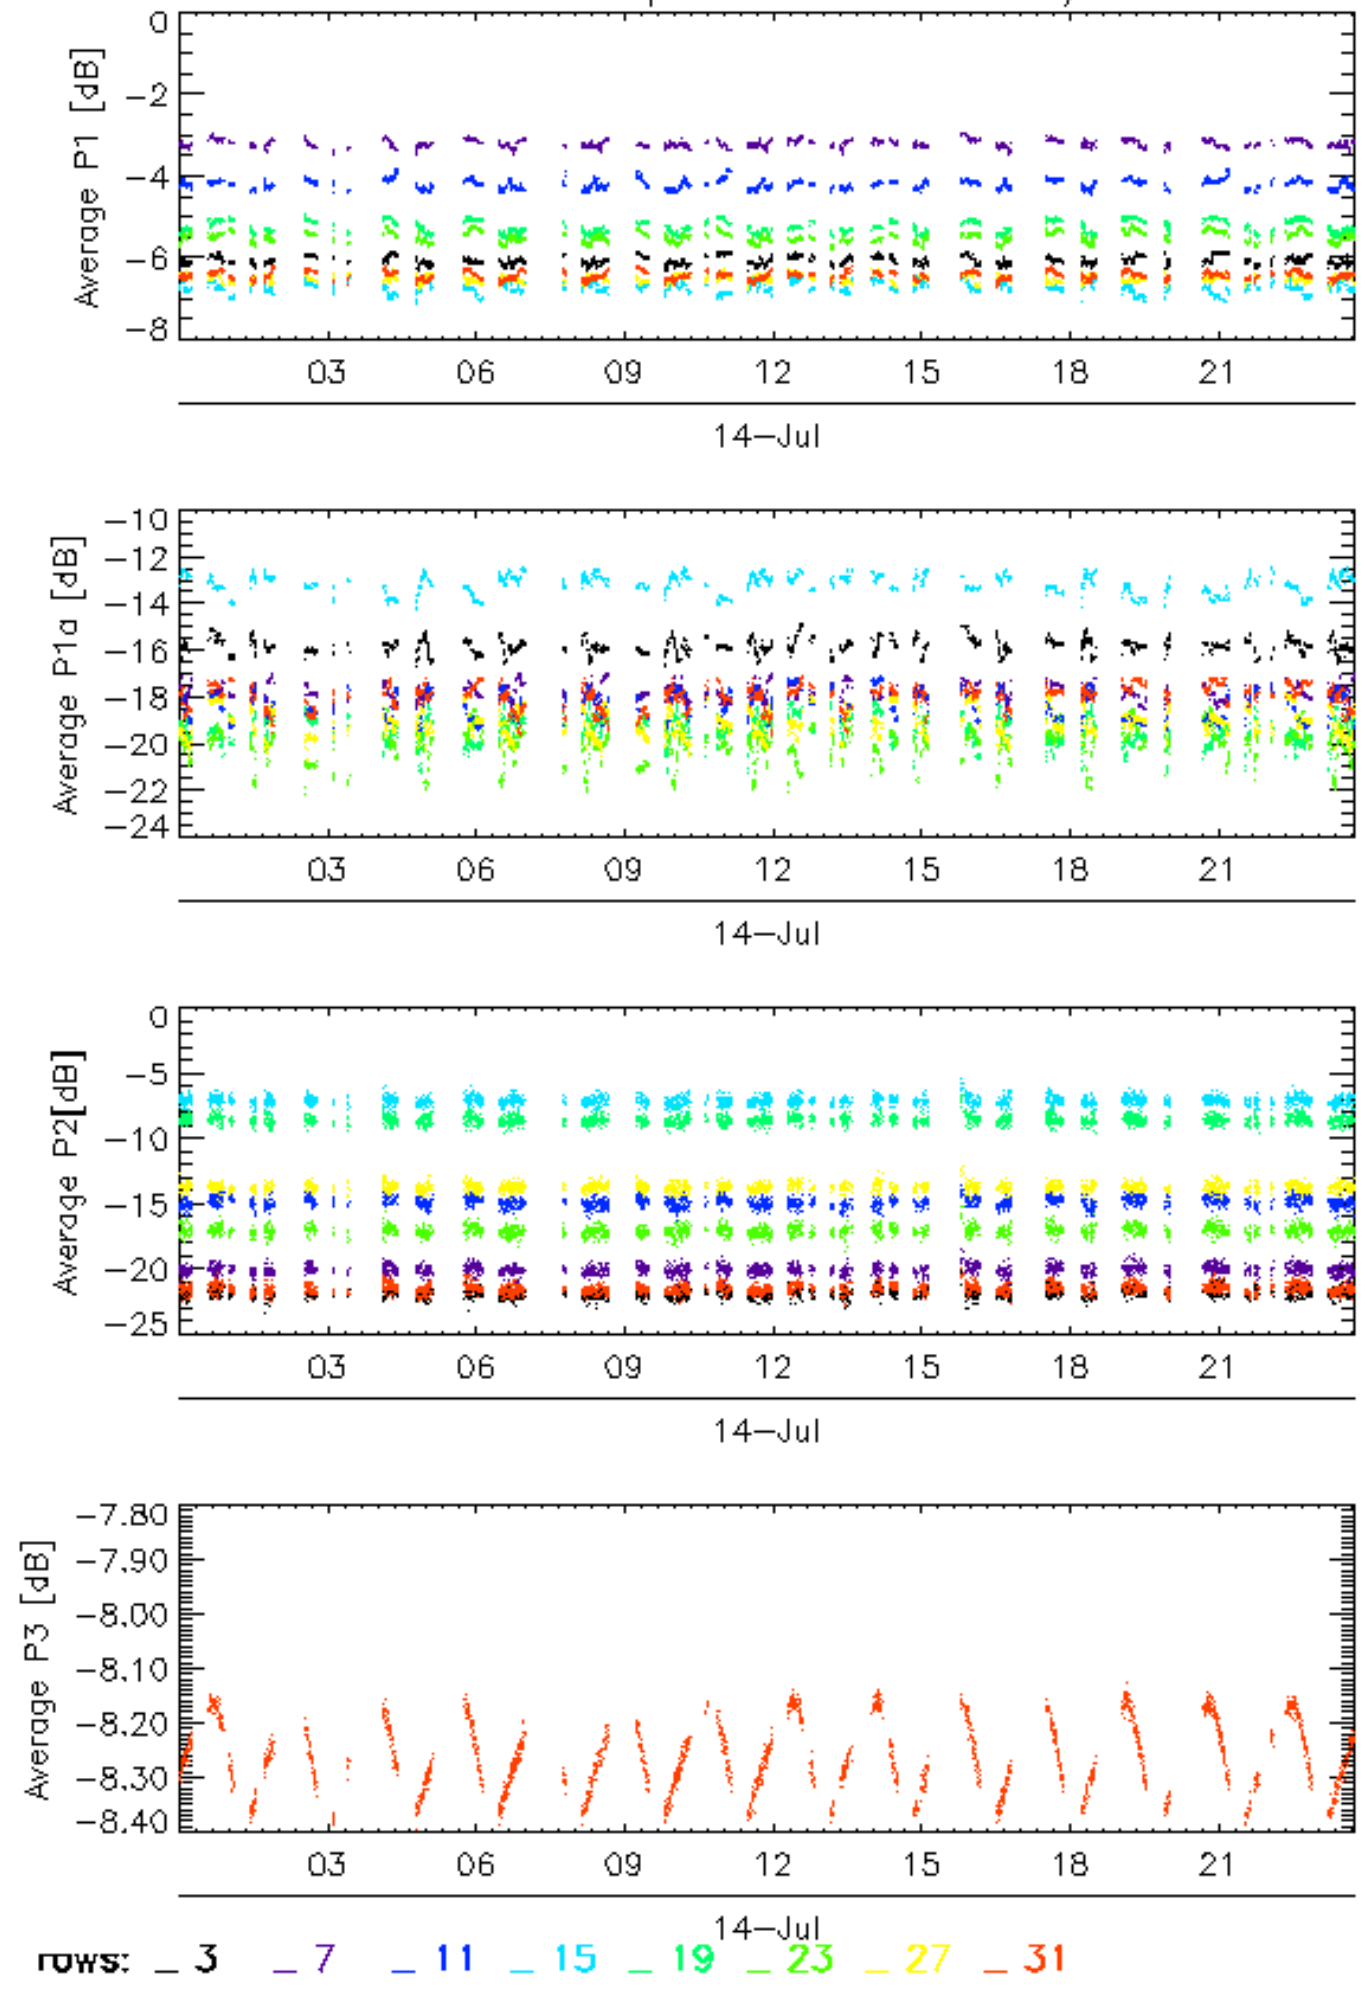 Average P1 [dB]
0
−2
−4
−6
−8
03 06 09 12 15 18 21
14−Jul
Average P1a [dB]
−10
−12
−14
−16
−18
−20
−22
−24
03 06 09 12 15 18 21
14−Jul
Average P2[dB]
0
−5
−10
−15
−20
−25
03 06 09 12 15 18 21
14−Jul
Average P3 [dB]
−7.80
−7.90
−8.00
−8.10
−8.20
−8.30
−8.40
03 06 09 12 15 18 21
14−Jul
rows: _ 3 _ 7 _ 11 _ 15 _ 19 _ 23 _ 27 _ 31